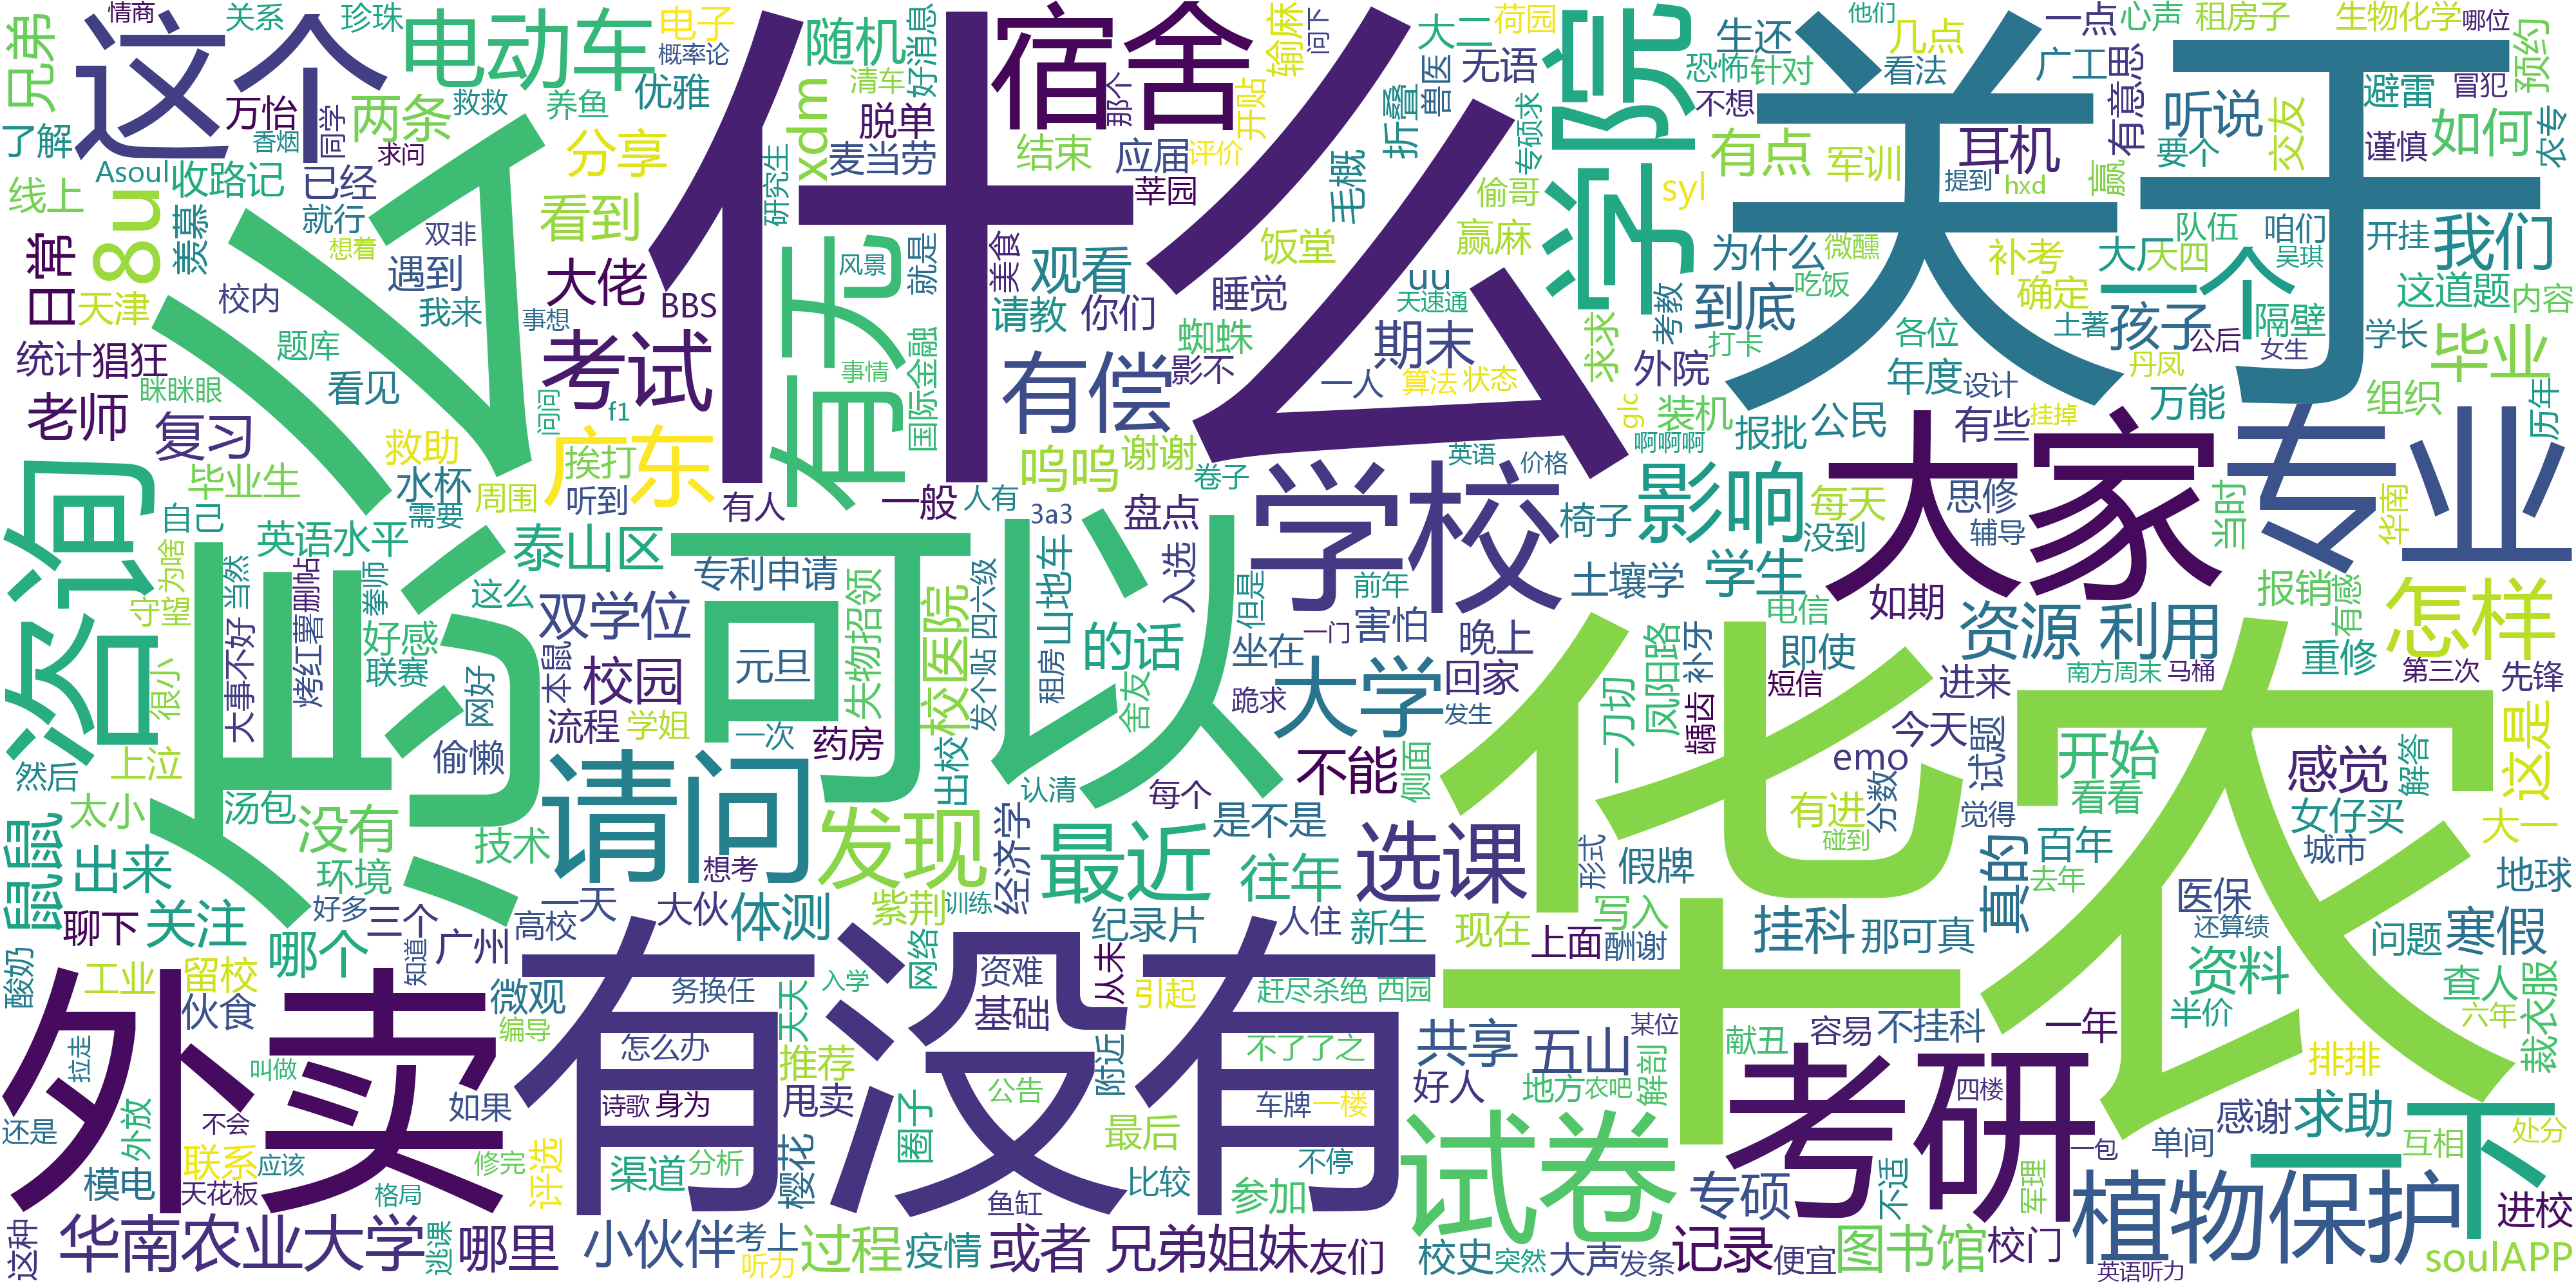 什么
关于
华农
您
可以
有没有
外卖
大家
专业
这个
宿舍
学院
学校
考研
咨询
有无
请问
试卷
一下
植物保护
一个
影响
怎样
广东
考试
电动车
8u
有偿
选课
最近
发现
大学
我们
毕业
如何
听说
耳机
有点
到底
学生
资源
利用
开始
感觉
这是
真的
寒假
资料
求助
挂科
五山
共享
图书馆
专硕
记录
华南农业大学
哪里
小伙伴
过程
疫情
或者
兄弟姐妹
友们
鼠鼠
出来
关注
没有
哪个
双学位
校园
校医院
的话
泰山区
英语水平
老师
复习
日常
兄弟
了解
线上
统计
猖狂
羡慕
收路记
Asoul
已经
就行
两条
万怡
随机
优雅
脱单
xdm
麦当劳
分享
看到
大佬
BBS
观看
请教
你们
蜘蛛
睡觉
饭堂
赢麻
输麻
期末
毛概
折叠
兽医
无语
大二
荷园
偷哥
莘园
应届
结束
美食
国际金融
好消息
清车
养鱼
电子
概率论
救救
珍珠
关系
情商
香烟
同学
求问
双非
想着
遇到
我来
校内
天津
题库
眯眯眼
看见
救助
水杯
周围
需要
毕业生
自己
挨打
听到
呜呜
谢谢
一般
有人
人有
3a3
盘点
入选
山地车
失物招领
专利申请
元旦
药房
流程
学姐
偷懒
上泣
然后
太小
汤包
环境
技术
好多
聊下
三个
一天
高校
大伙
体测
紫荆
经济学
纪录片
往年
是不是
每个
不能
回家
晚上
害怕
坐在
土壤学
凤阳路
一刀切
补牙
龋齿
短信
即使
进来
今天
emo
试题
有进
分数
假牌
写入
现在
上面
酬谢
新生
人住
网络
资难
基础
从来
引起
赶尽杀绝
西园
不了了之
怎么办
推荐
甩卖
圈子
渠道
分析
樱花
公告
诗歌
身为
附近
车牌
一楼
最后
比较
参加
不停
鱼缸
好人
地方
农吧
解剖
献丑
容易
不挂科
一年
四楼
某位
那可真
百年
女仔买
大一
地球
城市
去年
医保
还算绩
问题
查人
半价
六年
裁衣服
排排
感谢
单间
互相
处分
进校
soulAPP
校门
校史
突然
大声
发条
便宜
不适
军理
一包
英语听力
工业
留校
广州
伙食
微观
编导
外放
联系
模电
天花板
应该
格局
修完
评选
如果
叫做
拉走
不会
还是
这种
逃课
考上
听力
syl
军训
为什么
微醺
uu
hxd
glc
f1
外院
装机
报批
公民
有些
思修
辅导
每天
没到
椅子
电信
如期
报销
重修
有感
南方周末
马桶
第三次
先锋
解答
看看
觉得
碰到
当时
华南
历年
组织
万能
孩子
隔壁
这道题
内容
学长
开挂
咱们
队伍
吴琪
补考
确定
土著
各位
年度
打卡
吃饭
设计
丹凤
女生
公后
大厂
大四
谨慎
冒犯
避雷
农专
预约
哪位
生物化学
租房子
心声
一点
广工
有意思
要个
交友
他们
几点
看法
恐怖
针对
不想
生还
提到
赢
求求
考教
天速通
影不
一人
算法
状态
英语
价格
卷子
啊啊啊
挂掉
评价
开贴
问下
那个
专硕求
研究生
风景
就是
事情
事想
问问
守望
为啥
当然
大事不好
烤红薯
删帖
拳师
这么
好感
联赛
很小
网好
本鼠
四六级
发个贴
租房
舍友
但是
前年
一门
跪求
发生
侧面
出校
认清
一次
想考
训练
形式
入学
务换任
天天
酸奶
知道